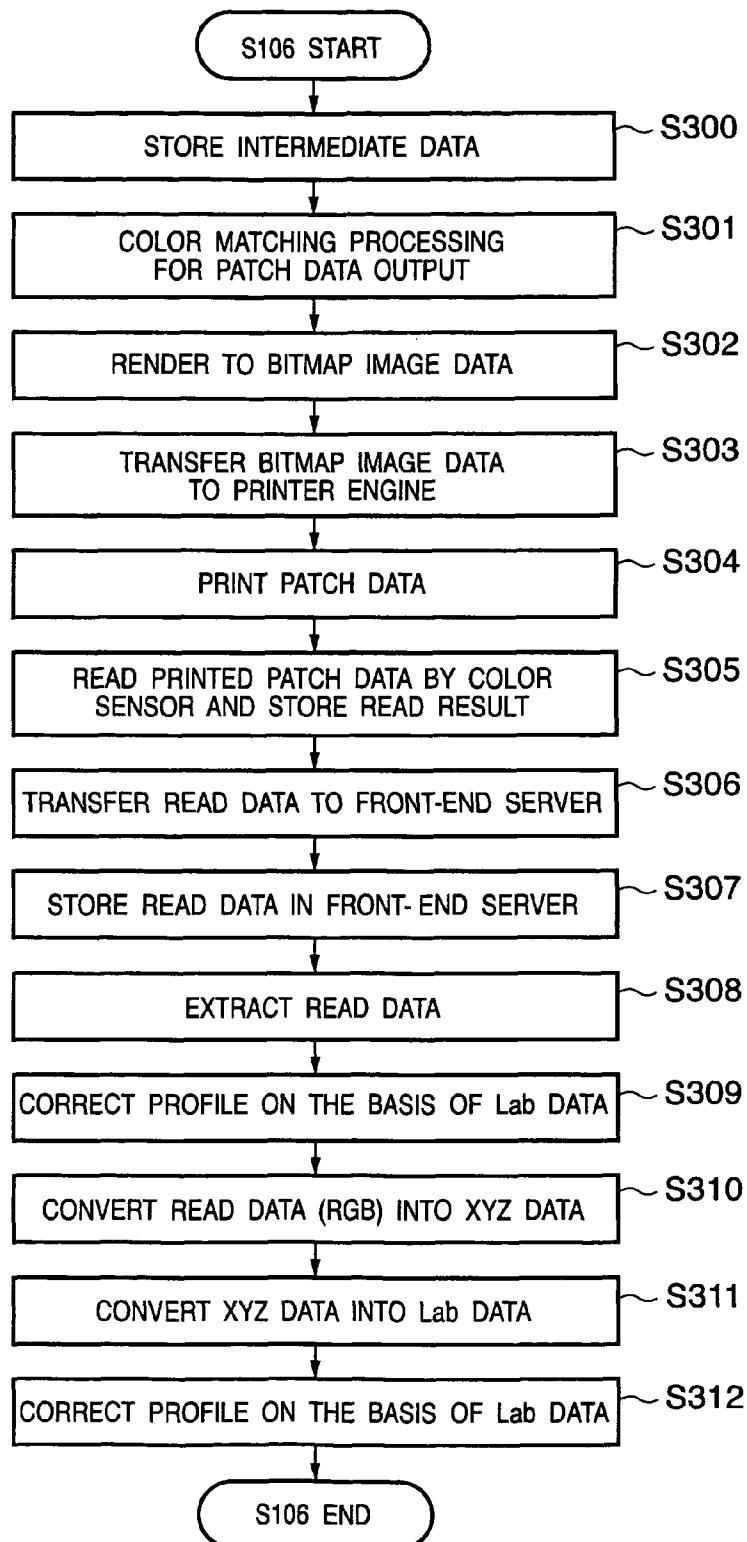 S106 START
STORE INTERMEDIATE DATA
S300
COLOR MATCHING PROCESSING
FOR PATCH DATA OUTPUT
S301
RENDER TO BITMAP IMAGE DATA
S302
TRANSFER BITMAP IMAGE DATA
TO PRINTER ENGINE
S303
PRINT PATCH DATA
S304
READ PRINTED PATCH DATA BY COLOR
SENSOR AND STORE READ RESULT
S305
TRANSFER READ DATA TO FRONT-END SERVER
S306
STORE READ DATA IN FRONT-END SERVER
S307
EXTRACT READ DATA
S308
CORRECT PROFILE ON THE BASIS OF Lab DATA
S309
CONVERT READ DATA (RGB) INTO XYZ DATA
S310
CONVERT XYZ DATA INTO Lab DATA
S311
CORRECT PROFILE ON THE BASIS OF Lab DATA
S312
S106 END